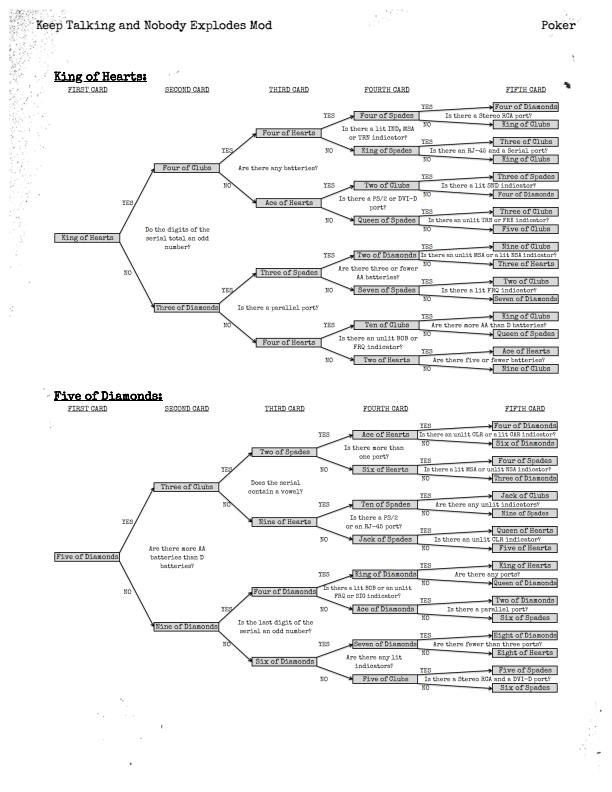 Keep Talking and Nobody Explodes Mod Poker
King of Hearts:
FIRST CARD SECOND CARD THIRD CARD FOURTH CARD FIFTH CARD
YES Four of Diamonds
YES Four of Spades Is there a Stereo RCA port?
NO King of Clubs
Four of Hearts Is there a lit IND, MSA
or TRN indicator?
YES Three of Clubs
NO King of Spades Is there an RJ-45 and a Serial port?
NO King of Clubs
YES
Four of Clubs Are there any batteries?
NO
YES Three of Spades
YES Two of Clubs Is there a lit SND indicator?
NO Four of Diamonds
Ace of Hearts Is there a PS/2 or DVI-D
port?
YES Three of Clubs
NO Queen of Spades Is there an unlit TRN or FRK indicator?
NO Five of Clubs
YES
King of Hearts Do the digits of the
serial total an odd
number?
NO
YES Nine of Clubs
YES Two of Diamonds Is there an unlit MSA or a lit NSA indicator?
NO Three of Hearts
Three of Spades Are there three or fewer
AA batteries?
YES Two of Clubs
NO Seven of Spades Is there a lit FRQ indicator?
NO Seven of Diamonds
YES
Three of Diamonds Is there a parallel port?
NO
YES King of Clubs
YES Ten of Clubs Are there more AA than D batteries?
NO Queen of Spades
Four of Hearts Is there an unlit BOB or
FRQ indicator?
YES Ace of Hearts
NO Two of Hearts Are there five or fewer batteries?
NO Nine of Clubs
Five of Diamonds:
FIRST CARD SECOND CARD THIRD CARD FOURTH CARD FIFTH CARD
YES Four of Diamonds
YES Ace of Hearts Is there an unlit CLR or a lit CAR indicator?
NO Six of Diamonds
Two of Spades Is there more than
one port?
YES Four of Spades
NO Six of Hearts Is there a lit MSA or unlit NSA indicator?
NO Three of Diamonds
YES
Three of Clubs Does the serial
contain a vowel?
NO
YES Jack of Clubs
YES Ten of Spades Are there any unlit indicators?
NO Nine of Spades
Nine of Hearts Is there a PS/2
or an RJ-45 port?
YES Queen of Hearts
NO Jack of Spades Is there an unlit CLR indicator?
NO Five of Hearts
YES
Five of Diamonds Are there more AA
batteries than D
batteries?
NO
YES King of Hearts
YES King of Diamonds Are there any ports?
NO Queen of Diamonds
Four of Diamonds Is there a lit BOB or an unlit
FRQ or SIG indicator?
YES Two of Diamonds
NO Ace of Diamonds Is there a parallel port?
NO Six of Spades
YES
Nine of Diamonds Is the last digit of the
serial an odd number?
NO
YES Eight of Diamonds
YES Seven of Diamonds Are there fewer than three ports?
NO Eight of Hearts
Six of Diamonds Are there any lit
indicators?
YES Five of Spades
NO Five of Clubs Is there a Stereo RCA and a DVI-D port?
NO Six of Spades